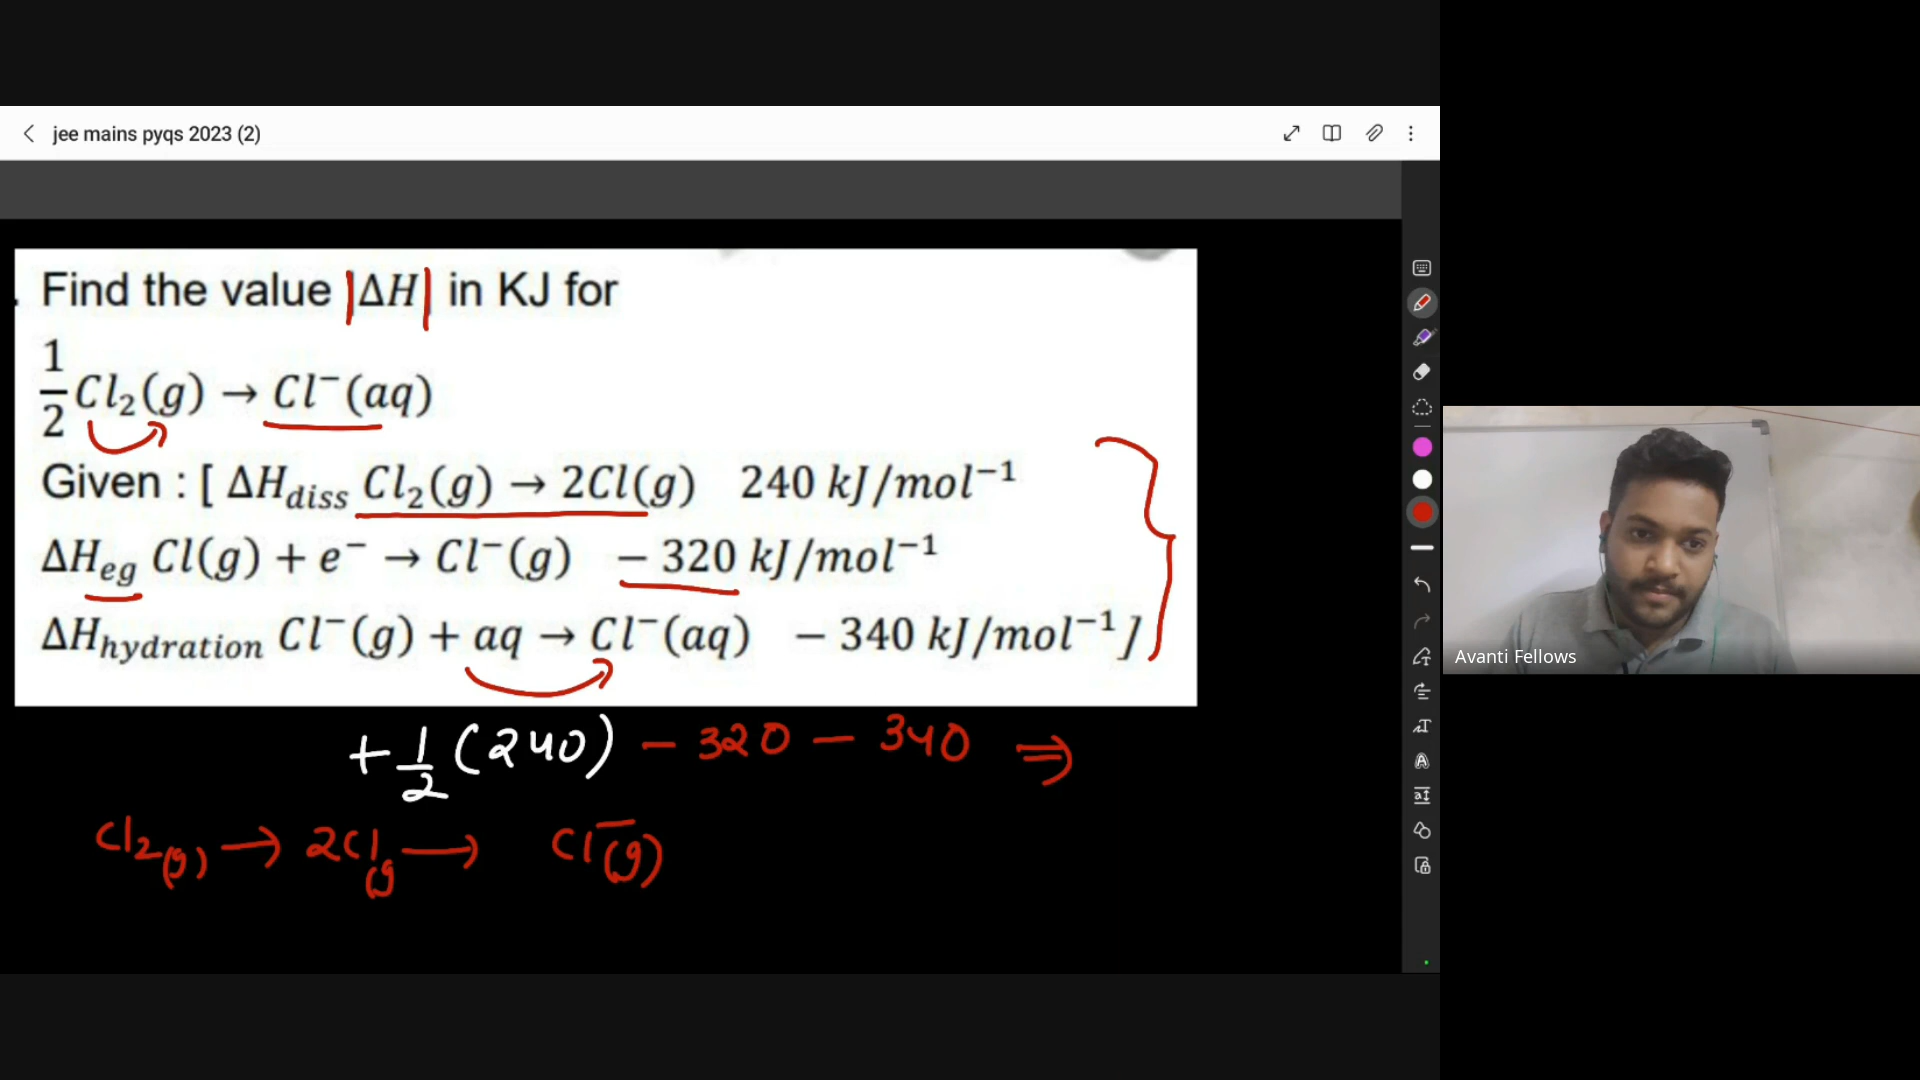 jee mains pyqs 2023 (2)
. Find the value |ΔH| in KJ for
1/2 Cl₂(g) → Cl⁻(aq)
Given : [ ΔH_diss Cl₂(g) → 2Cl(g) 240 kJ/mol⁻¹
ΔH_eg Cl(g) + e⁻ → Cl⁻(g) − 320 kJ/mol⁻¹
ΔH_hydration Cl⁻(g) + aq → Cl⁻(aq) − 340 kJ/mol⁻¹]
+ 1/2 (240) − 320 − 340 ⇒
Cl₂(g) → 2Cl(g → Cl⁻(g)
Avanti Fellows